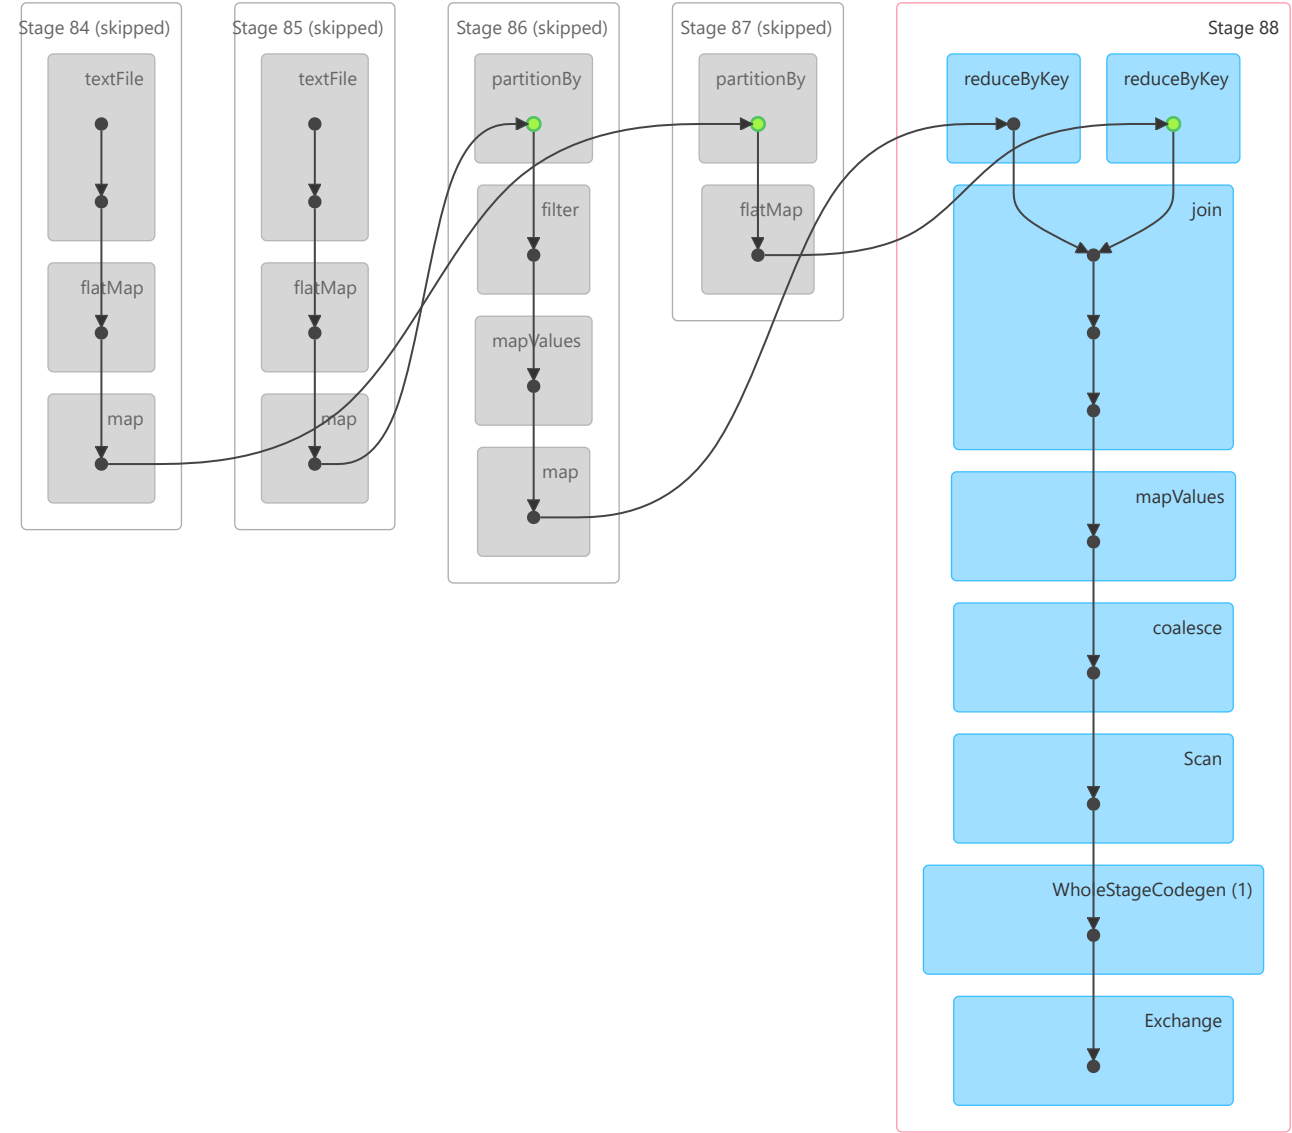 Stage 84 (skipped)
textFile
flatMap
map
Stage 85 (skipped)
textFile
flatMap
map
Stage 86 (skipped)
partitionBy
filter
mapValues
map
Stage 87 (skipped)
partitionBy
flatMap
Stage 88
reduceByKey
reduceByKey
join
mapValues
coalesce
Scan
WholeStageCodegen (1)
Exchange